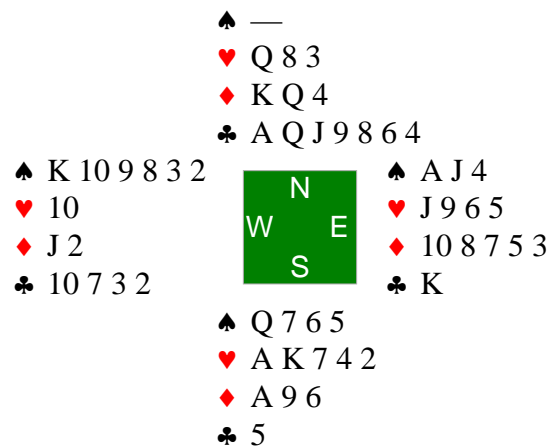 ♠ —
♥ Q 8 3
♦ K Q 4
♣ A Q J 9 8 6 4
♠ K 10 9 8 3 2
♥ 10
♦ J 2
♣ 10 7 3 2
N
W E
S
♠ A J 4
♥ J 9 6 5
♦ 10 8 7 5 3
♣ K
♠ Q 7 6 5
♥ A K 7 4 2
♦ A 9 6
♣ 5